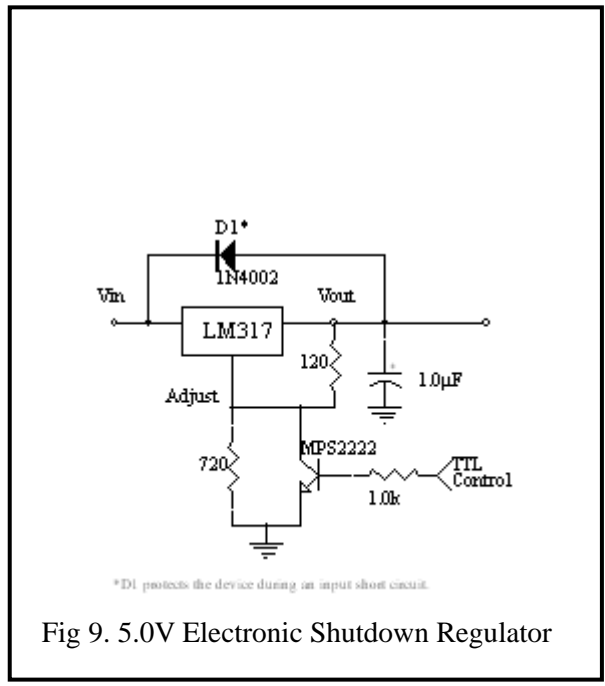 D1*
1N4002
Vin
Vout
LM317
120
1.0µF
Adjust
MPS2222
720
TTL
Control
1.0k
*D1 protects the device during an input short circuit.
Fig 9. 5.0V Electronic Shutdown Regulator